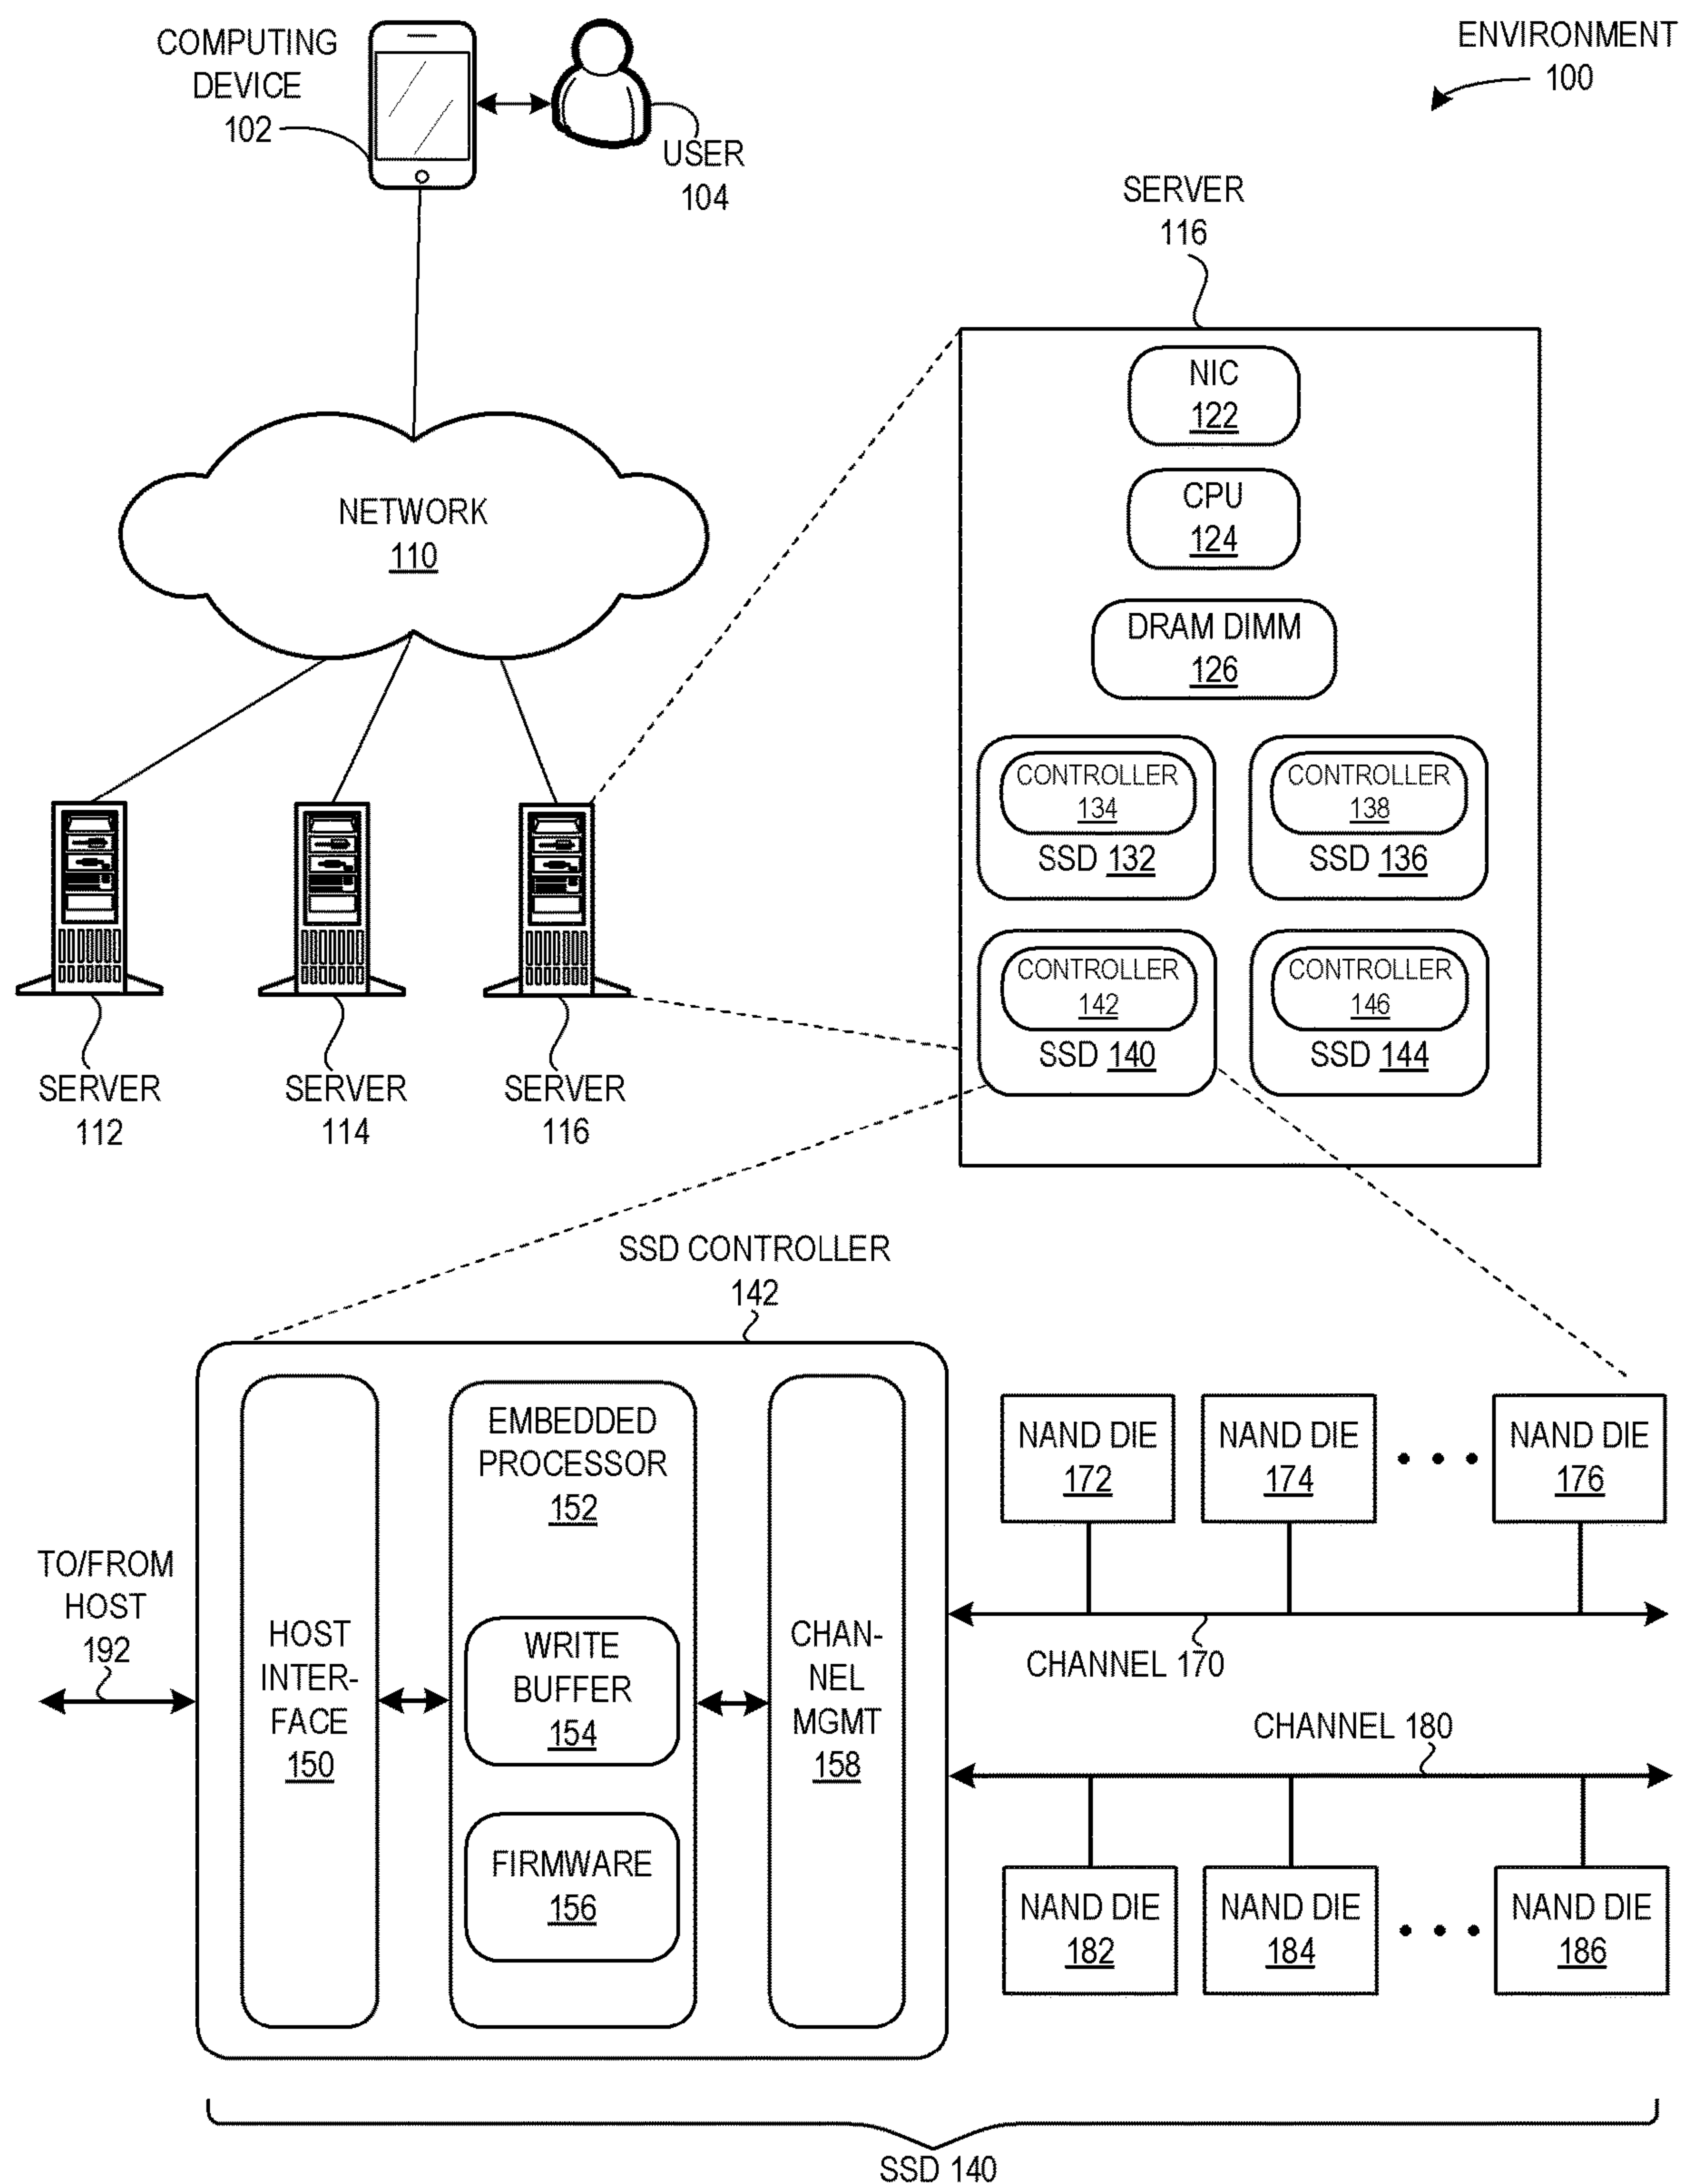 COMPUTING
DEVICE
102
USER
104
ENVIRONMENT
100
SERVER
116
NETWORK
110
NIC
122
CPU
124
DRAM DIMM
126
CONTROLLER
134
SSD 132
CONTROLLER
138
SSD 136
CONTROLLER
142
SSD 140
CONTROLLER
146
SSD 144
SERVER
112
SERVER
114
SERVER
116
SSD CONTROLLER
142
TO/FROM
HOST
192
HOST
INTER-
FACE
150
EMBEDDED
PROCESSOR
152
WRITE
BUFFER
154
FIRMWARE
156
CHAN-
NEL
MGMT
158
NAND DIE
172
NAND DIE
174
NAND DIE
176
CHANNEL 170
CHANNEL 180
NAND DIE
182
NAND DIE
184
NAND DIE
186
SSD 140